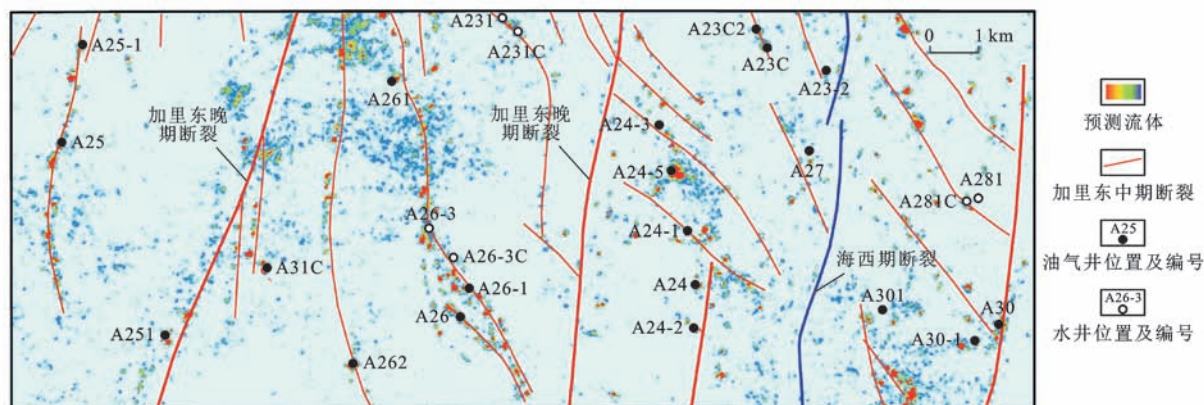 A25-1
A231
A231C
A23C2
A23C
0 1 km
A261
A23-2
加里东晚
期断裂
加里东晚
期断裂
A24-3
A25
A24-5
A27
A281
A281C
A26-3
A24-1
A26-3C
A31C
A26-1
A24
海西期断裂
A26
A301
A251
A24-2
A30
A30-1
A262
预测流体
加里东中期断裂
A25
油气井位置及编号
A26-3
水井位置及编号